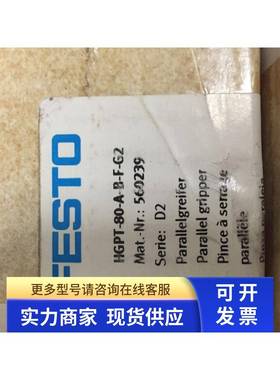 FESTO
HGPT-80-A-B-F-G2
Mat.-Nr.: 560239
Serie: D2
Parallelgreifer
Parallel gripper
Pince à serrage
parallèle
更多型号请咨询在线客服
实力商家 现货供应
可开
发票